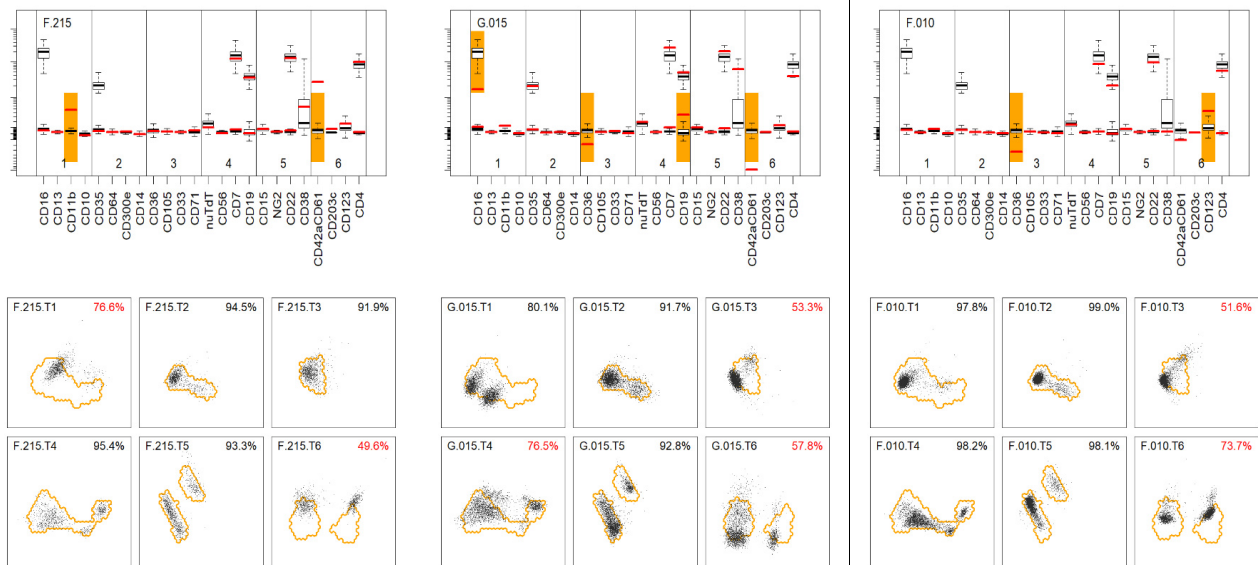 F.215
G.015
F.010
1 2 3 4 5 6
1 2 3 4 5 6
1 2 3 4 5 6
CD16 CD13 CD11b CD10 CD35 CD64 CD300e CD14 CD36 CD105 CD33 CD71 nuTdT CD56 CD7 CD19 CD15 NG2 CD22 CD38 CD42aCD61 CD203c CD123 CD4
CD16 CD13 CD11b CD10 CD35 CD64 CD300e CD14 CD36 CD105 CD33 CD71 nuTdT CD56 CD7 CD19 CD15 NG2 CD22 CD38 CD42aCD61 CD203c CD123 CD4
CD16 CD13 CD11b CD10 CD35 CD64 CD300e CD14 CD36 CD105 CD33 CD71 nuTdT CD56 CD7 CD19 CD15 NG2 CD22 CD38 CD42aCD61 CD203c CD123 CD4
F.215.T1 76.6% F.215.T2 94.5% F.215.T3 91.9%
G.015.T1 80.1% G.015.T2 91.7% G.015.T3 53.3%
F.010.T1 97.8% F.010.T2 99.0% F.010.T3 51.6%
F.215.T4 95.4% F.215.T5 93.3% F.215.T6 49.6%
G.015.T4 76.5% G.015.T5 92.8% G.015.T6 57.8%
F.010.T4 98.2% F.010.T5 98.1% F.010.T6 73.7%